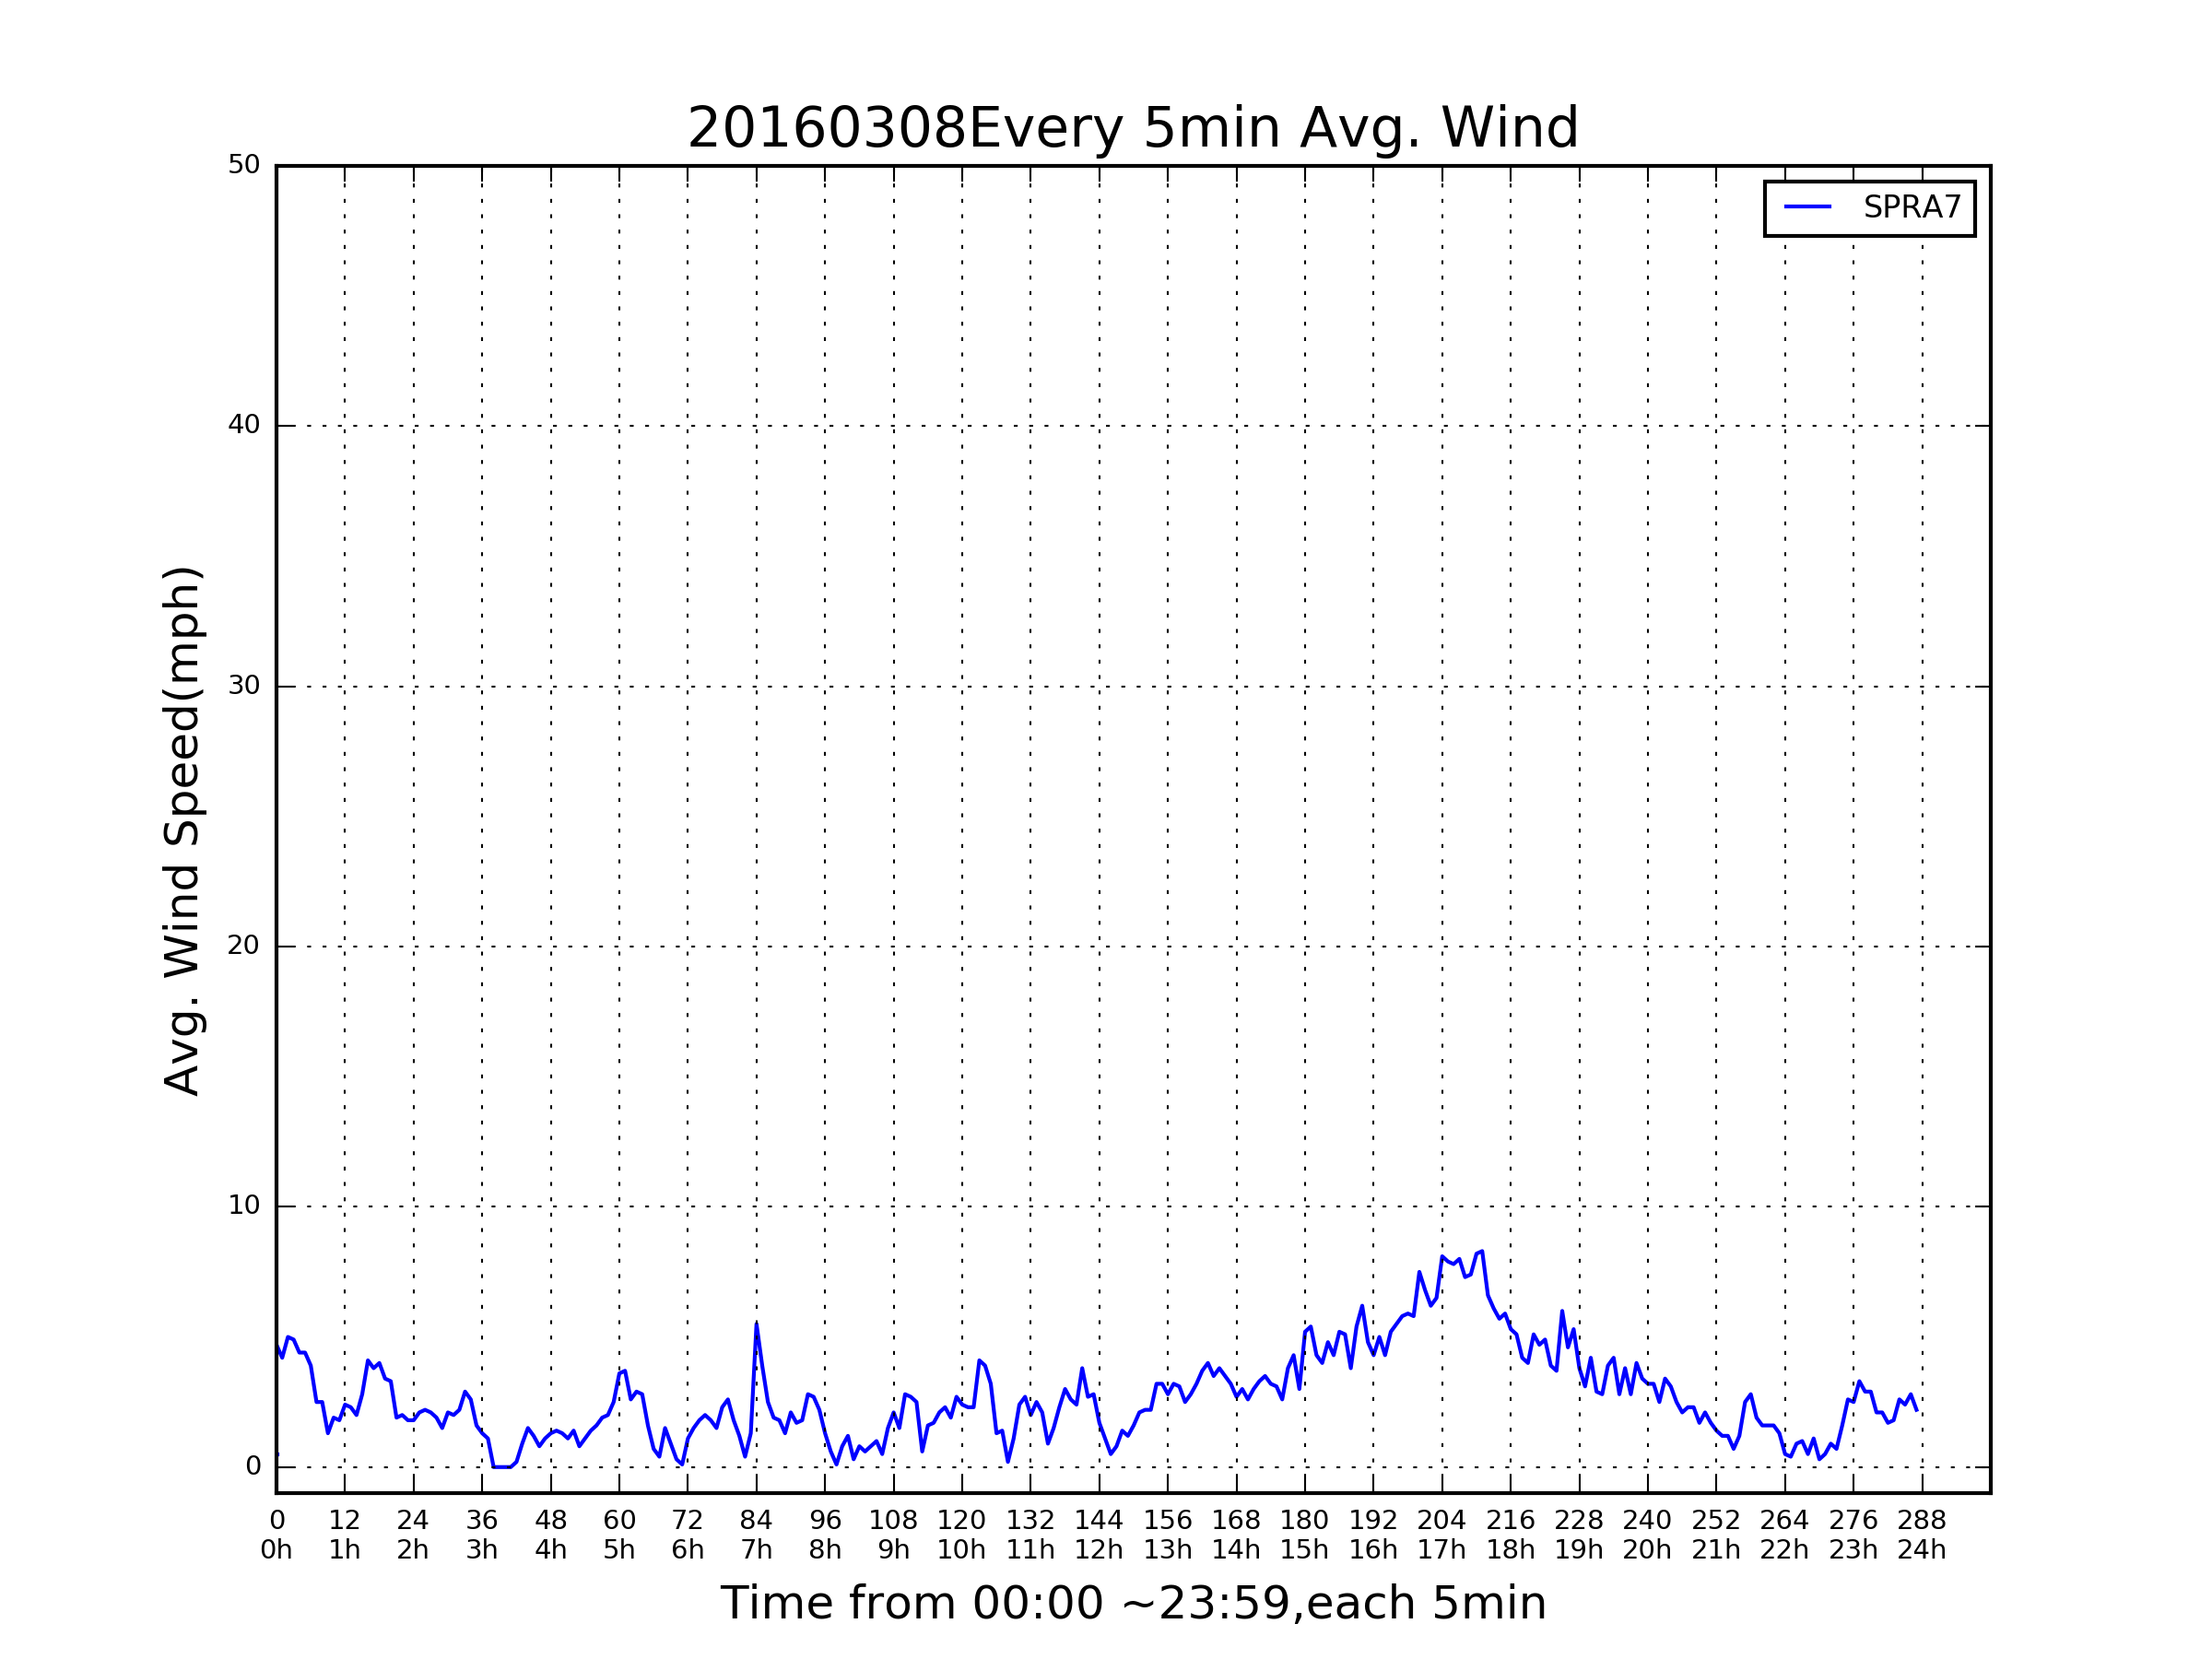 20160308Every 5min Avg. Wind
SPRA7
Avg. Wind Speed(mph)
50
40
30
20
10
0
0 12 24 36 48 60 72 84 96 108 120 132 144 156 168 180 192 204 216 228 240 252 264 276 288
0h 1h 2h 3h 4h 5h 6h 7h 8h 9h 10h 11h 12h 13h 14h 15h 16h 17h 18h 19h 20h 21h 22h 23h 24h
Time from 00:00 ~23:59,each 5min